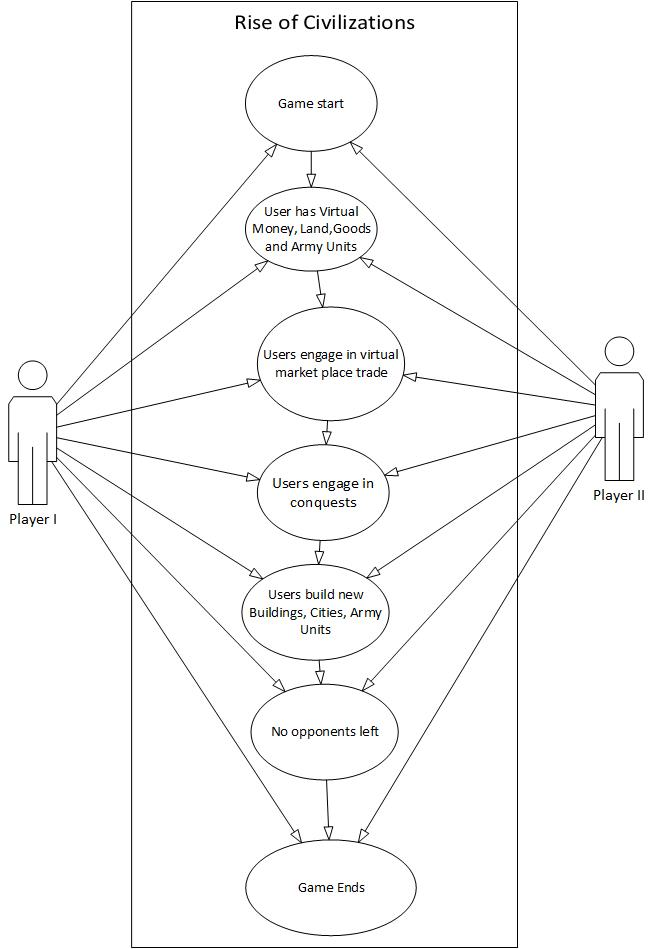 Rise of Civilizations
Game start
User has Virtual
Money, Land,Goods
and Army Units
Users engage in virtual
market place trade
Users engage in
conquests
Users build new
Buildings, Cities, Army
Units
No opponents left
Game Ends
Player I
Player II